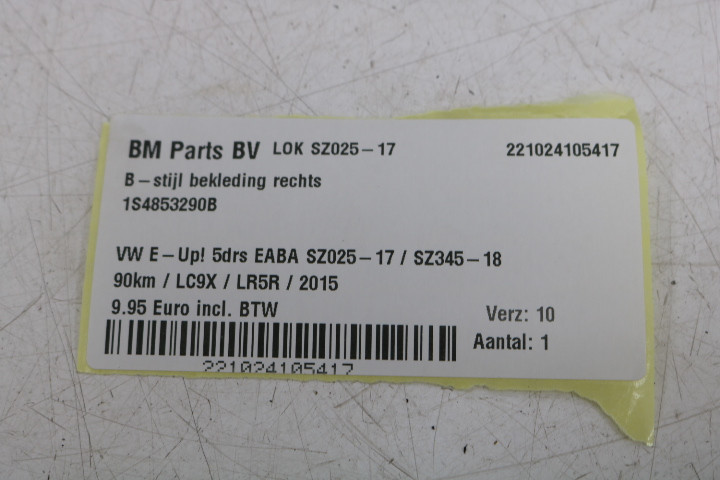 BM Parts BV LOK SZ025-17 221024105417
B-stijl bekleding rechts
1S4853290B
VW E-Up! 5drs EABA SZ025-17 / SZ345-18
90km / LC9X / LR5R / 2015
9.95 Euro incl. BTW Verz: 10
Aantal: 1
221024105417